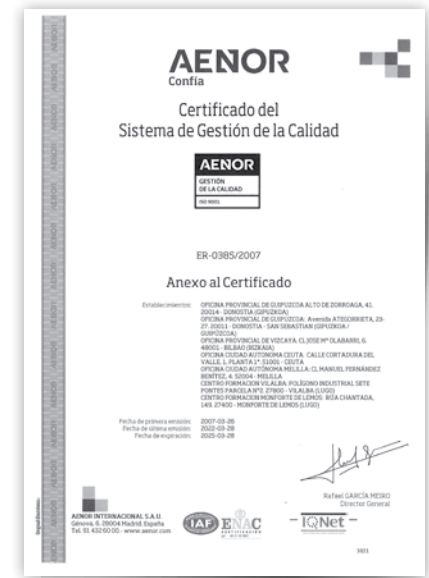 AENOR
Confía
Certificado del
Sistema de Gestión de la Calidad
AENOR
GESTIÓN
DE LA CALIDAD
ISO 9001
ER-0385/2007
Anexo al Certificado
Establecimientos: OFICINA PROVINCIAL DE GUIPUZCOA ALTO DE ZORROAGA, 41.
20014 - DONOSTIA (GIPUZKOA)
OFICINA PROVINCIAL DE GUIPUZCOA: Avenida ATEGORRIETA, 23-
27. 20011 - DONOSTIA - SAN SEBASTIAN (GIPUZKOA /
GUIPÚZCOA)
OFICINA PROVINCIAL DE VIZCAYA. CL JOSE Mª OLABARRI, 6.
48001 - BILBAO (BIZKAIA)
OFICINA CIUDAD AUTÓNOMA CEUTA. CALLE CORTADURA DEL
VALLE, 1, PLANTA 1ª. 51001 - CEUTA
OFICINA CIUDAD AUTÓNOMA MELILLA: CL MANUEL FERNÁNDEZ
BENÍTEZ, 4. 52004 - MELILLA
CENTRO FORMACION VILALBA: POLÍGONO INDUSTRIAL SETE
PONTES PARCELA Nº2. 27800 - VILALBA (LUGO)
CENTRO FORMACION MONFORTE DE LEMOS: RÚA CHANTADA,
149. 27400 - MONFORTE DE LEMOS (LUGO)
Fecha de primera emisión: 2007-03-26
Fecha de última emisión: 2022-03-28
Fecha de expiración: 2025-03-28
Rafael GARCÍA MEIRO
Director General
AENOR INTERNACIONAL S.A.U.
Génova, 6. 28004 Madrid. España
Tel. 91 432 60 00.- www.aenor.com
IAF
ENAC
CERTIFICACIÓN
IQNet
Original Electrónico